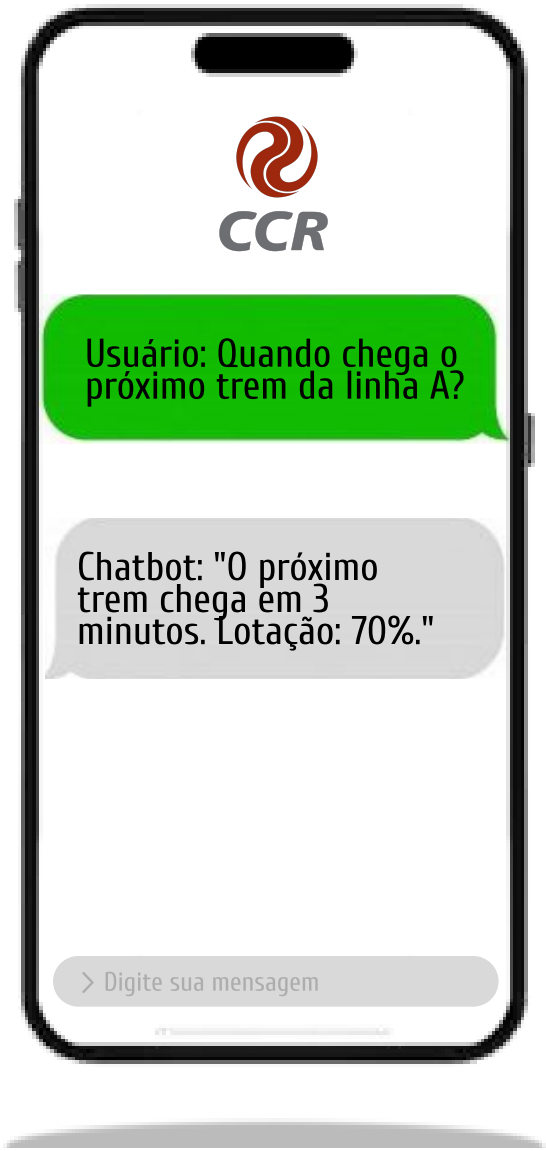 CCR
Usuário: Quando chega o
próximo trem da linha A?
Chatbot: "O próximo
trem chega em 3
minutos. Lotação: 70%."
Digite sua mensagem